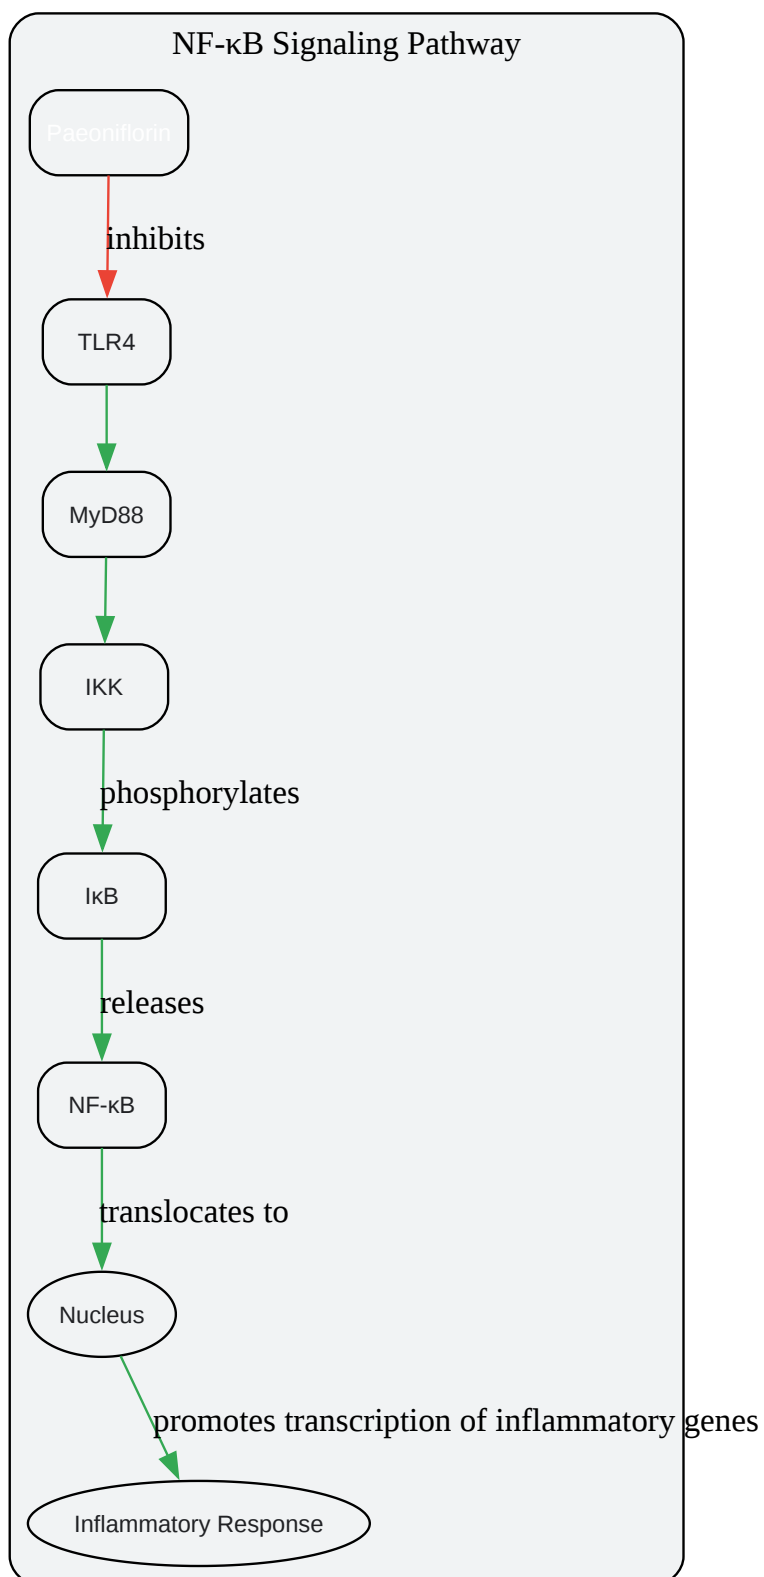 NF-κB Signaling Pathway
Paeoniflorin
inhibits
TLR4
MyD88
IKK
phosphorylates
IκB
releases
NF-κB
translocates to
Nucleus
promotes transcription of inflammatory genes
Inflammatory Response